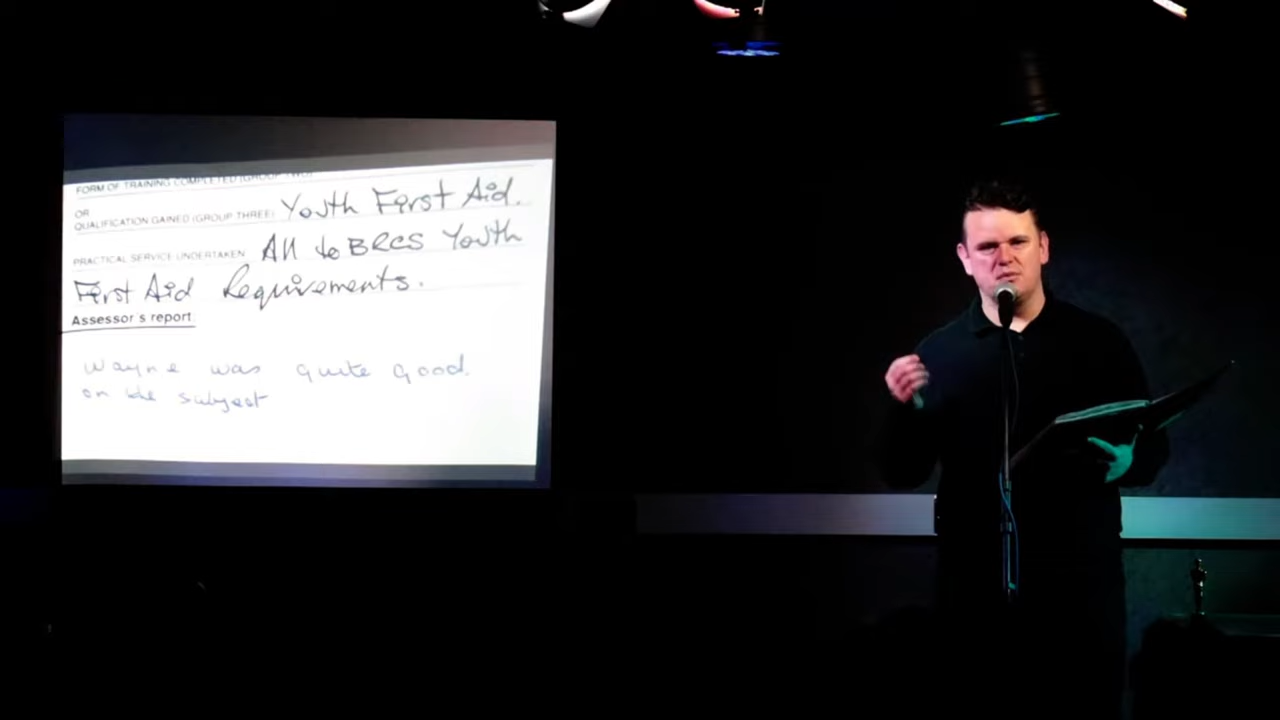 FORM OF TRAINING COMPLETED (GROUP TWO)
OR
QUALIFICATION GAINED (GROUP THREE) Youth First Aid.
PRACTICAL SERVICE UNDERTAKEN All to BRCS Youth
First Aid Requirements.
Assessor's report
Wayne was quite good.
on the subject